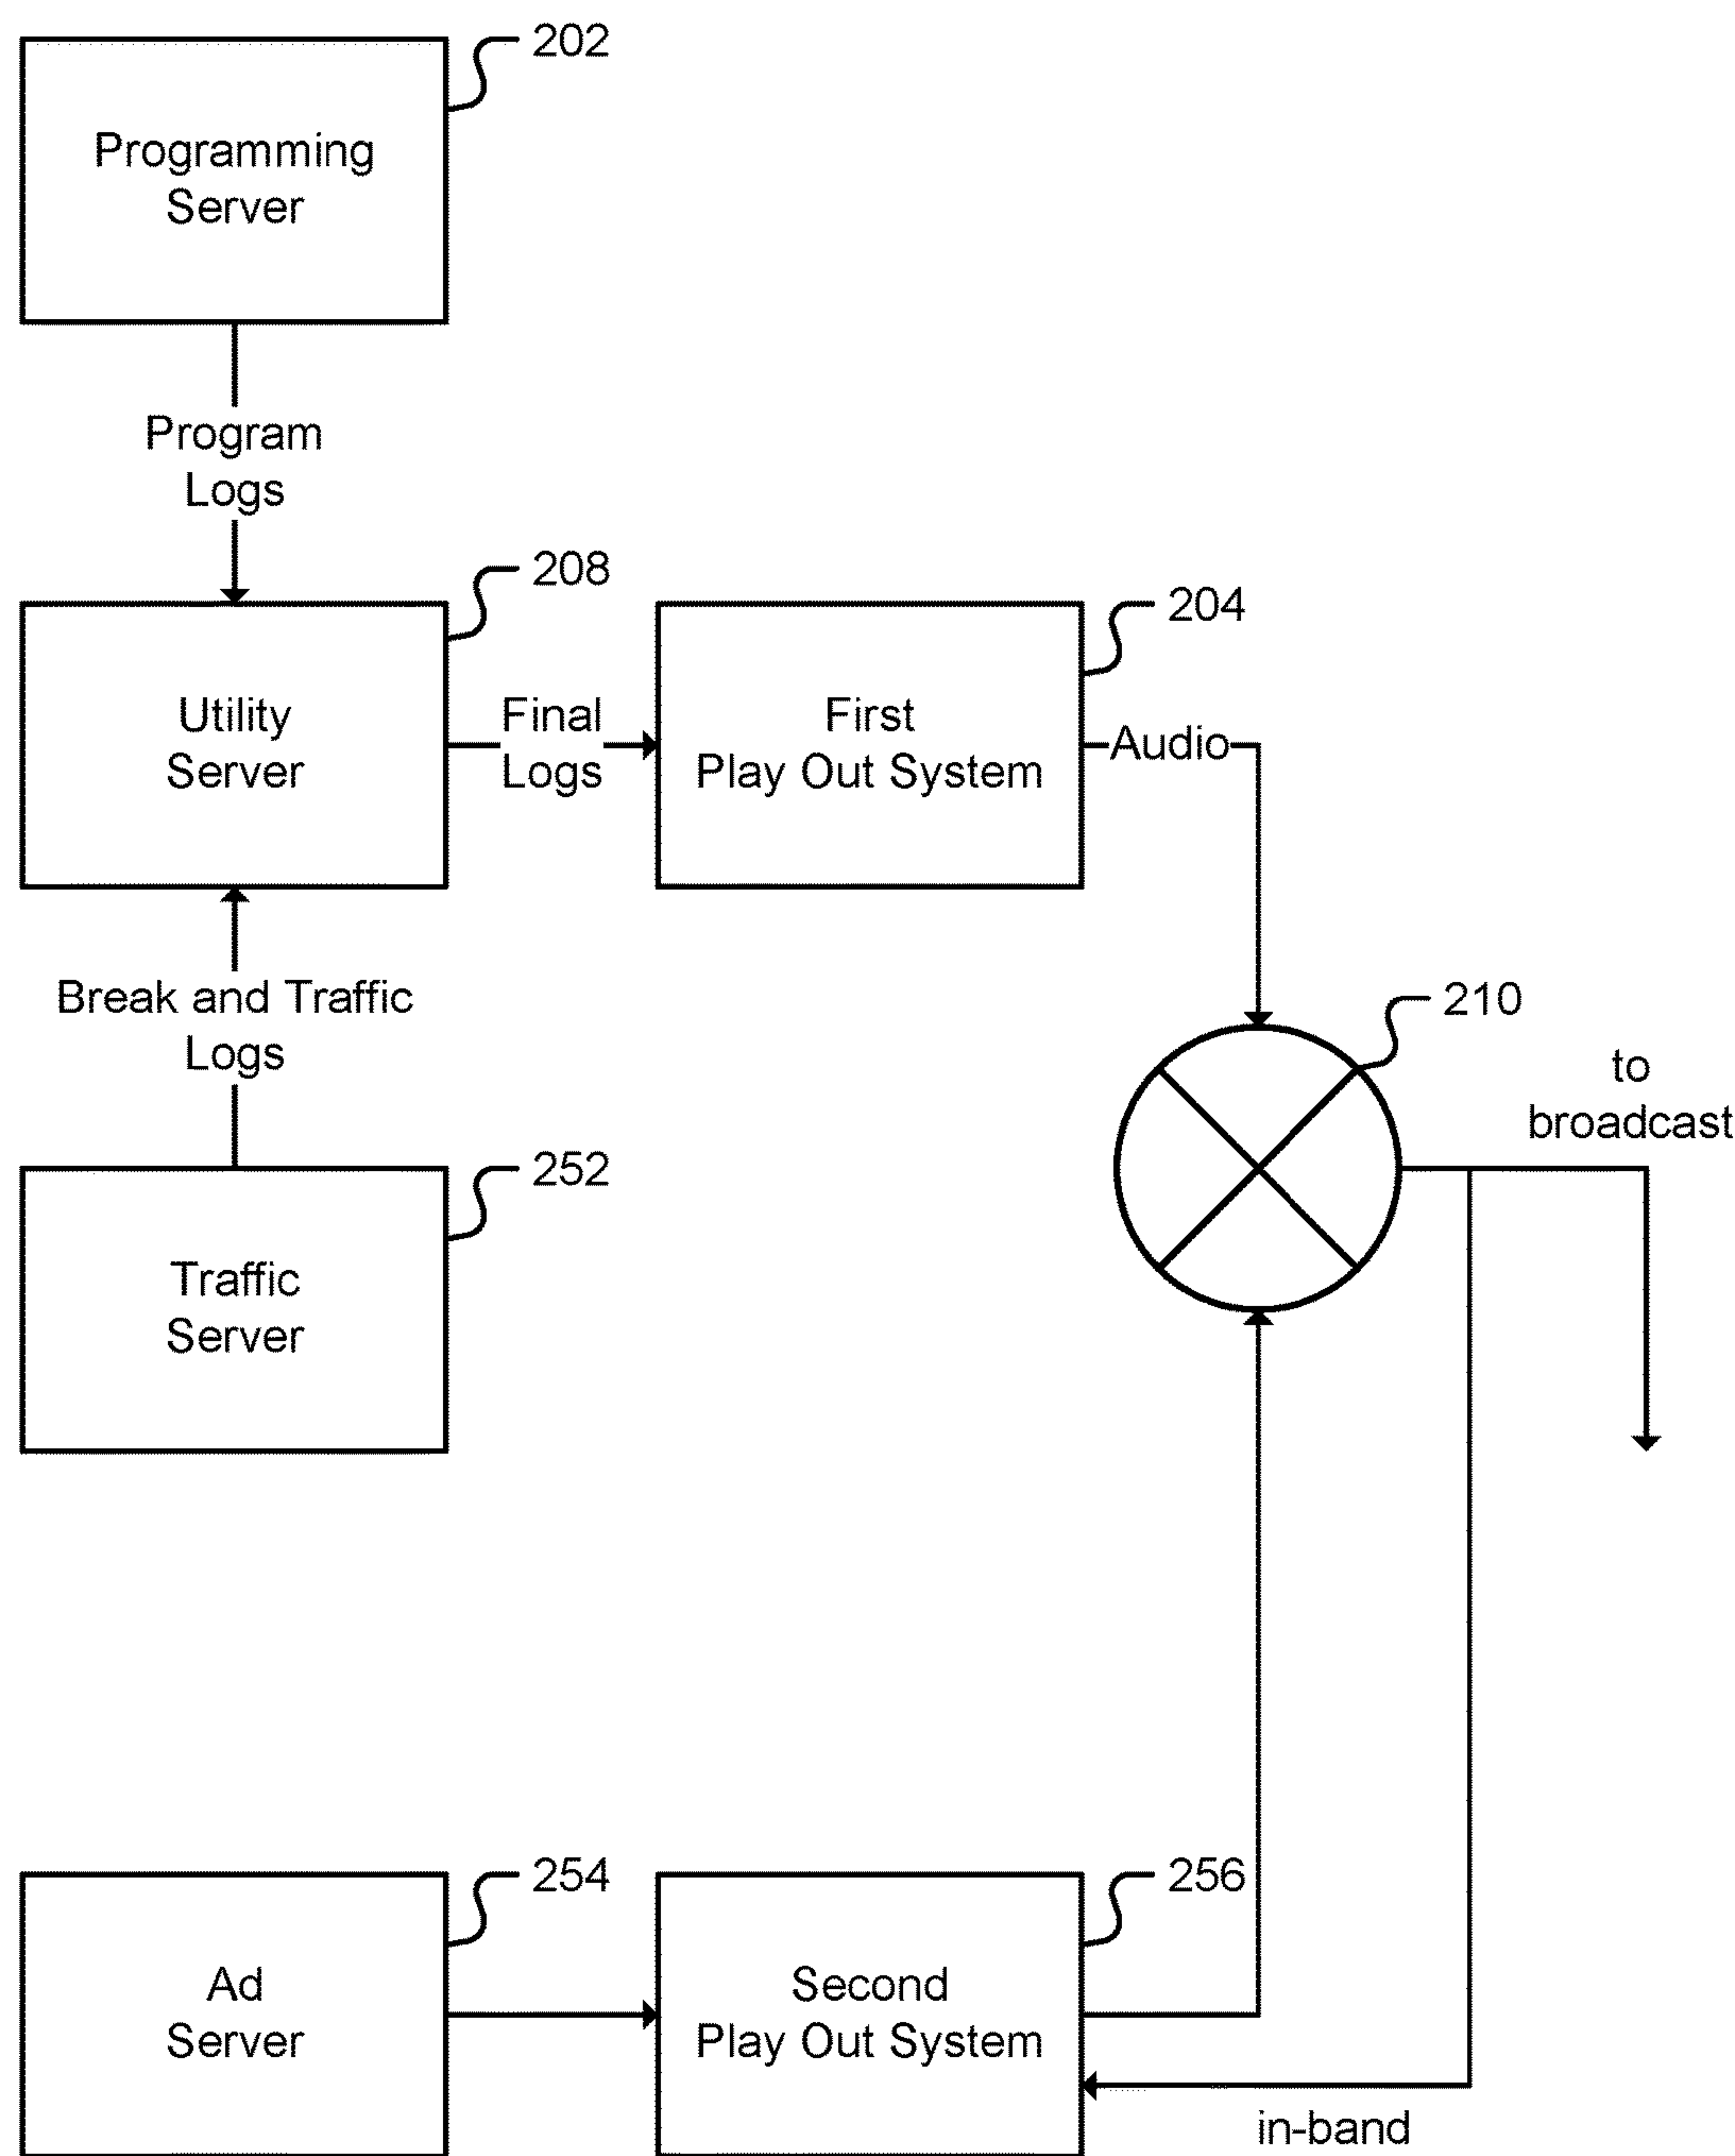 202
Programming
Server
Program
Logs
208
204
Utility
Server
Final
Logs
First
Play Out System
Audio
Break and Traffic
Logs
210
to
broadcast
252
Traffic
Server
254
256
Ad
Server
Second
Play Out System
in-band